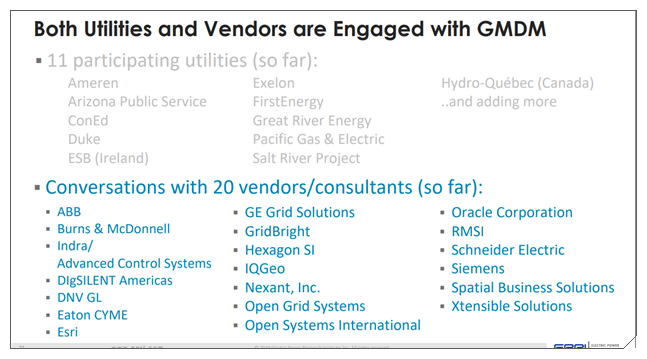 Both Utilities and Vendors are Engaged with GMDM
▪ 11 participating utilities (so far):
Ameren
Arizona Public Service
ConEd
Duke
ESB (Ireland)
Exelon
FirstEnergy
Great River Energy
Pacific Gas & Electric
Salt River Project
Hydro-Québec (Canada)
..and adding more
▪ Conversations with 20 vendors/consultants (so far):
▪ ABB
▪ Burns & McDonnell
▪ Indra/
Advanced Control Systems
▪ DIgSILENT Americas
▪ DNV GL
▪ Eaton CYME
▪ Esri
▪ GE Grid Solutions
▪ GridBright
▪ Hexagon SI
▪ IQGeo
▪ Nexant, Inc.
▪ Open Grid Systems
▪ Open Systems International
▪ Oracle Corporation
▪ RMSI
▪ Schneider Electric
▪ Siemens
▪ Spatial Business Solutions
▪ Xtensible Solutions
ELECTRIC POWER